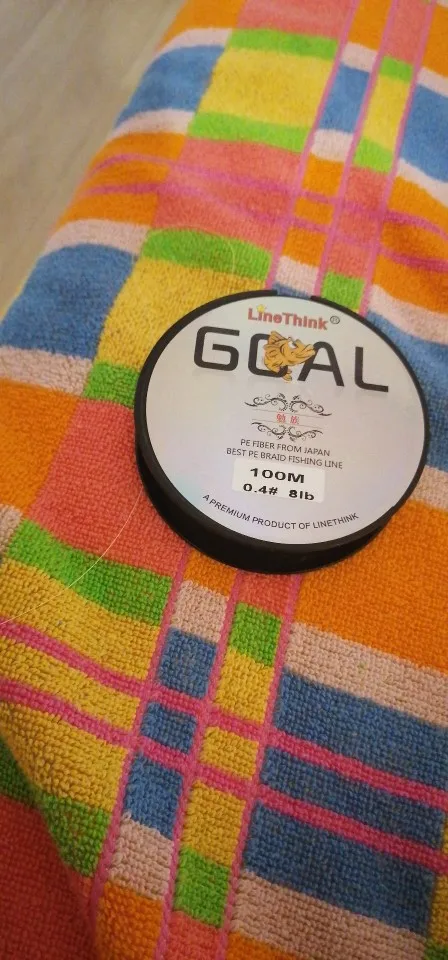 LineThink®
GOAL
PE FIBER FROM JAPAN
BEST PE BRAID FISHING LINE
100M
0.4# 8lb
A PREMIUM PRODUCT OF LINETHINK